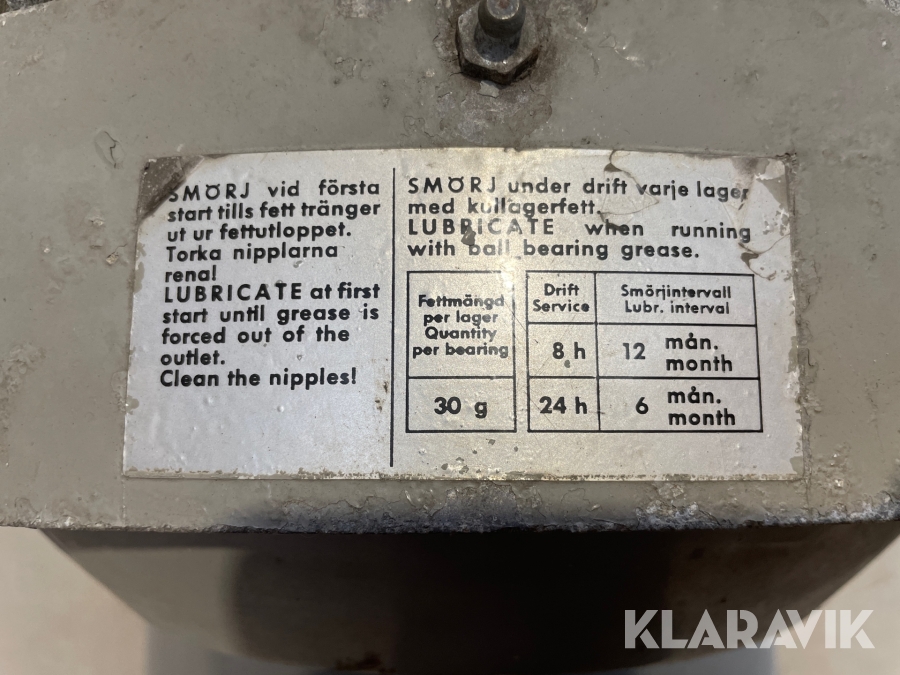 SMÖRJ vid första
start tills fett tränger
ut ur fettutloppet.
Torka nipplarna
rena!
LUBRICATE at first
start until grease is
forced out of the
outlet.
Clean the nipples!
SMÖRJ under drift varje lager
med kullagerfett.
LUBRICATE when running
with ball bearing grease.
Fettmängd
per lager
Quantity
per bearing
30 g
Drift
Service
Smörjintervall
Lubr. interval
8 h
12 mån.
month
24 h
6 mån.
month
KLARAVIK